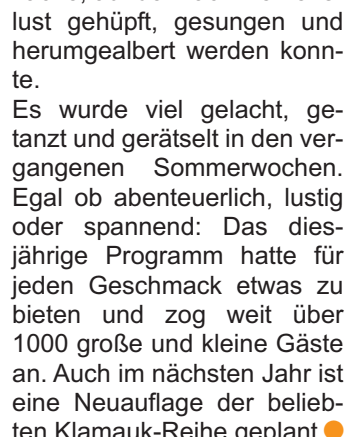 lust gehüpft, gesungen und
herumgealbert werden konn-
te.
Es wurde viel gelacht, ge-
tanzt und gerätselt in den ver-
gangenen Sommerwochen.
Egal ob abenteuerlich, lustig
oder spannend: Das dies-
jährige Programm hatte für
jeden Geschmack etwas zu
bieten und zog weit über
1000 große und kleine Gäste
an. Auch im nächsten Jahr ist
eine Neuauflage der belieb-
ten Klamauk-Reihe geplant